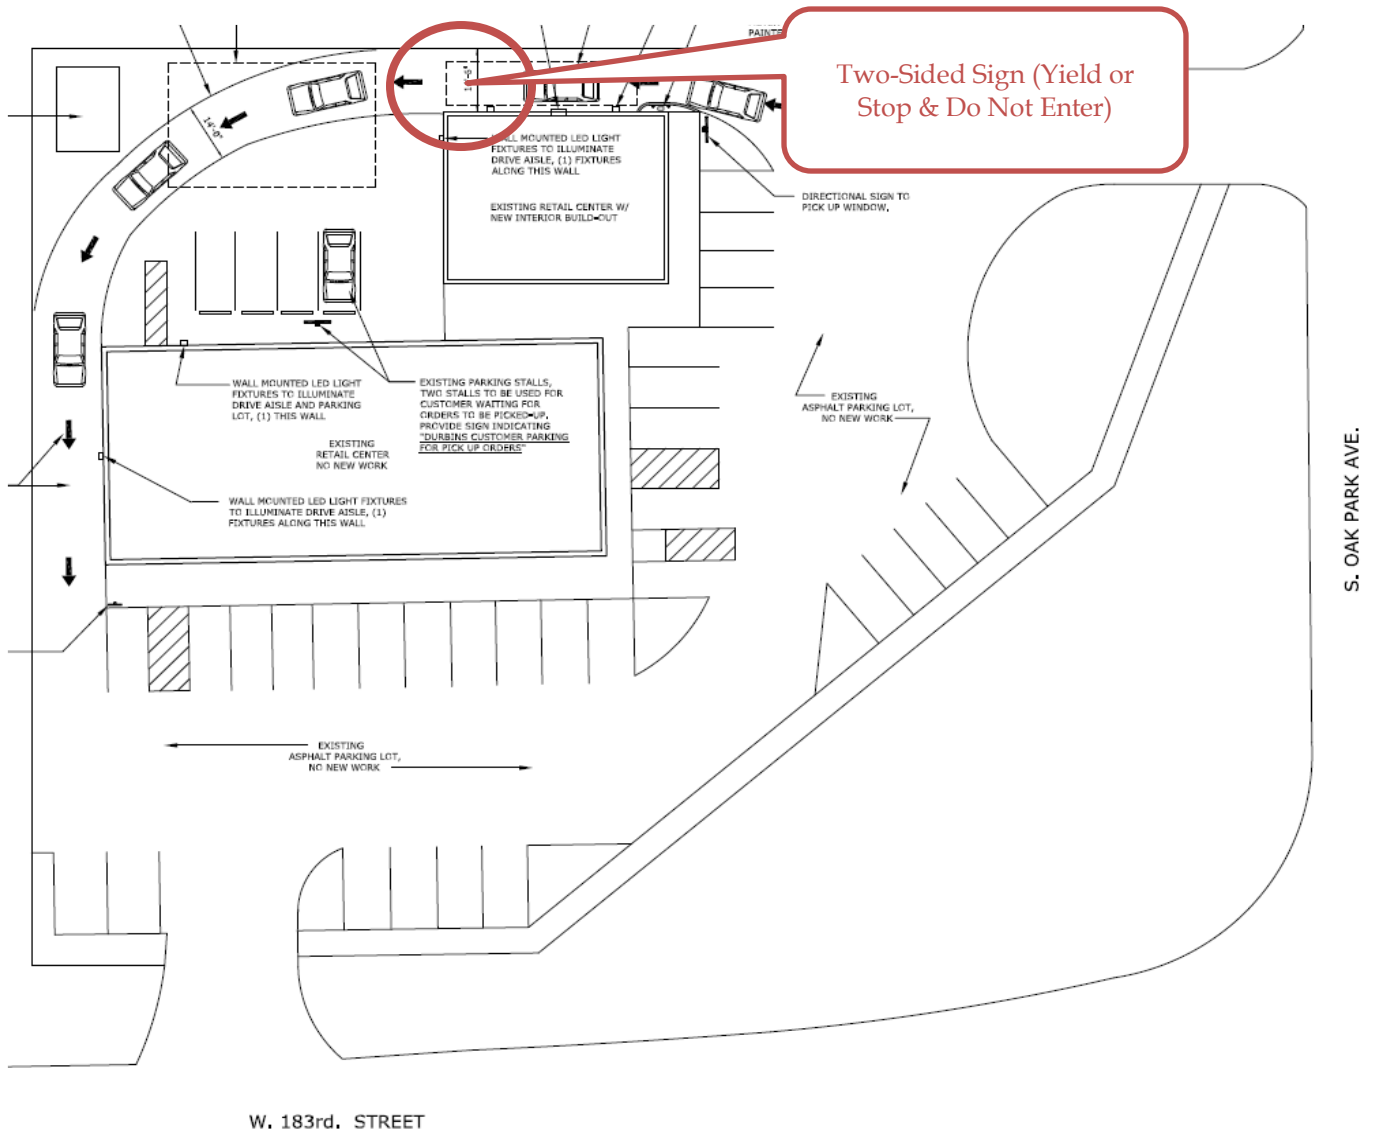 PAINTE
Two-Sided Sign (Yield or
Stop & Do Not Enter)
14'-0"
WALL MOUNTED LED LIGHT
FIXTURES TO ILLUMINATE
DRIVE AISLE, (1) FIXTURES
ALONG THIS WALL
EXISTING RETAIL CENTER W/
NEW INTERIOR BUILD-OUT
DIRECTIONAL SIGN TO
PICK UP WINDOW.
WALL MOUNTED LED LIGHT
FIXTURES TO ILLUMINATE
DRIVE AISLE AND PARKING
LOT, (1) THIS WALL
EXISTING PARKING STALLS,
TWO STALLS TO BE USED FOR
CUSTOMER WAITING FOR
ORDERS TO BE PICKED-UP.
PROVIDE SIGN INDICATING
"DURBINS CUSTOMER PARKING
FOR PICK UP ORDERS"
EXISTING
RETAIL CENTER
NO NEW WORK
EXISTING
ASPHALT PARKING LOT,
NO NEW WORK
WALL MOUNTED LED LIGHT FIXTURES
TO ILLUMINATE DRIVE AISLE, (1)
FIXTURES ALONG THIS WALL
S. OAK PARK AVE.
EXISTING
ASPHALT PARKING LOT,
NO NEW WORK
W. 183rd. STREET